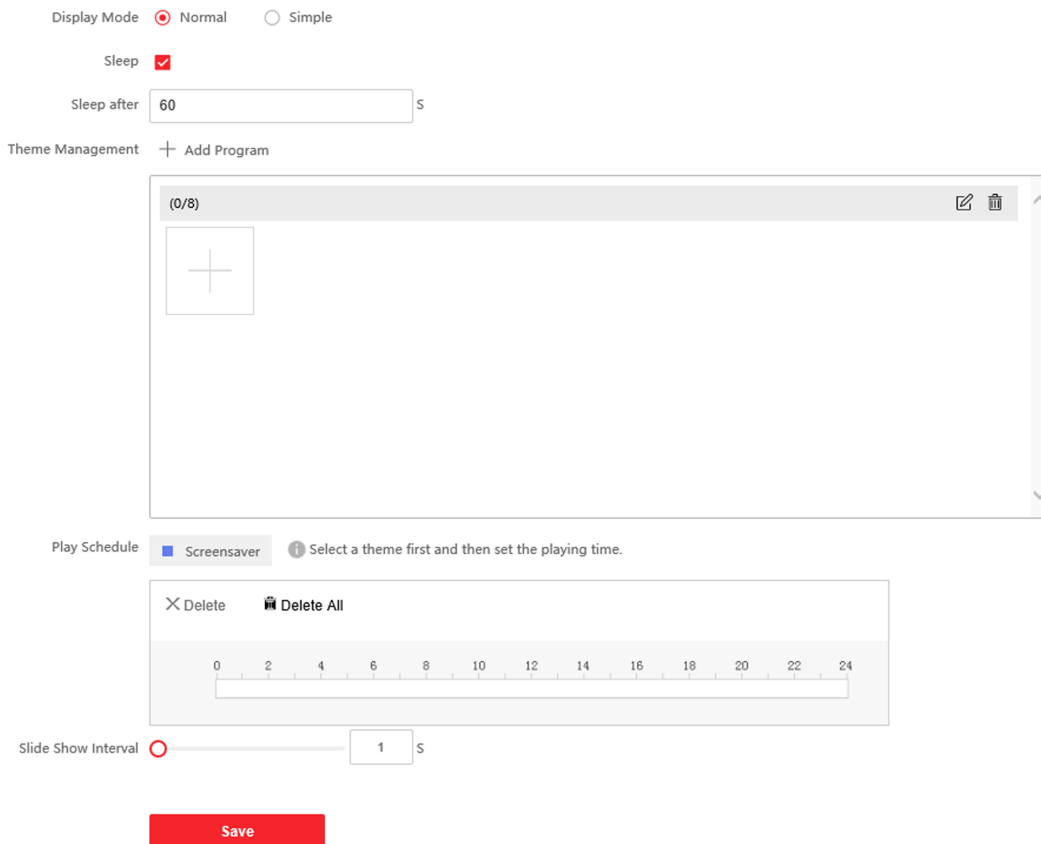 Display Mode Normal Simple
Sleep
Sleep after 60 S
Theme Management Add Program
(0/8)
Play Schedule Screensaver Select a theme first and then set the playing time.
Delete Delete All
0 2 4 6 8 10 12 14 16 18 20 22 24
Slide Show Interval 1 S
Save